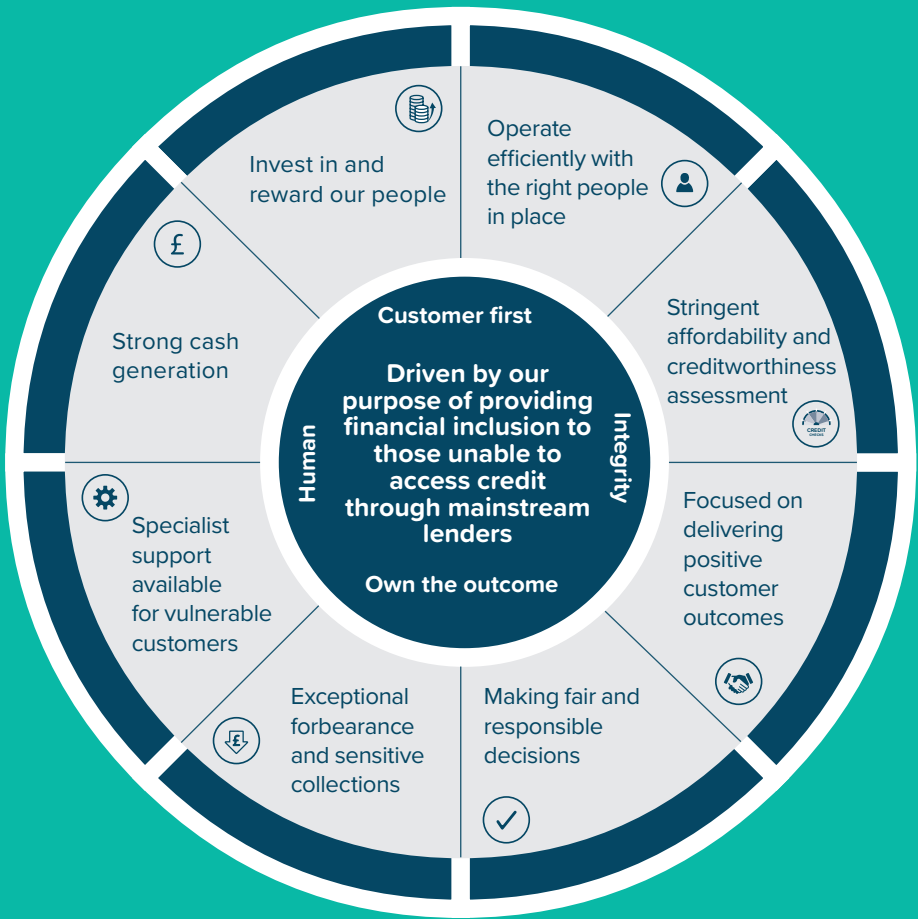 Invest in and
reward our people
Operate
efficiently with
the right people
in place
£
Strong cash
generation
Stringent
affordability and
creditworthiness
assessment
CREDIT
CHECKS
Customer first
Driven by our
purpose of providing
financial inclusion to
those unable to
access credit
through mainstream
lenders
Human
Integrity
Own the outcome
Specialist
support
available
for vulnerable
customers
Focused on
delivering
positive
customer
outcomes
Exceptional
forbearance
and sensitive
collections
£
Making fair and
responsible
decisions